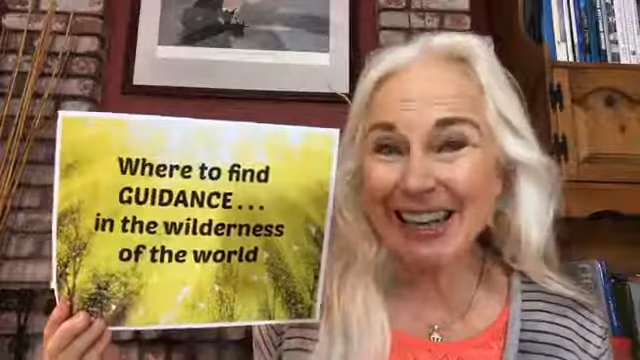 Where to find
GUIDANCE...
in the wilderness
of the world